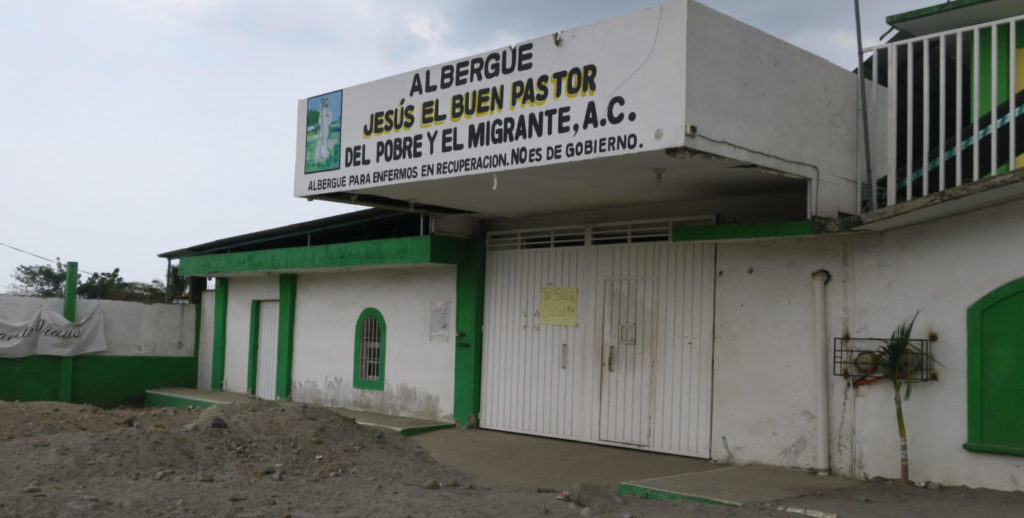 ALBERGUE
JESÚS EL BUEN PASTOR
DEL POBRE Y EL MIGRANTE, A.C.
ALBERGUE PARA ENFERMOS EN RECUPERACION. NO ES DE GOBIERNO.